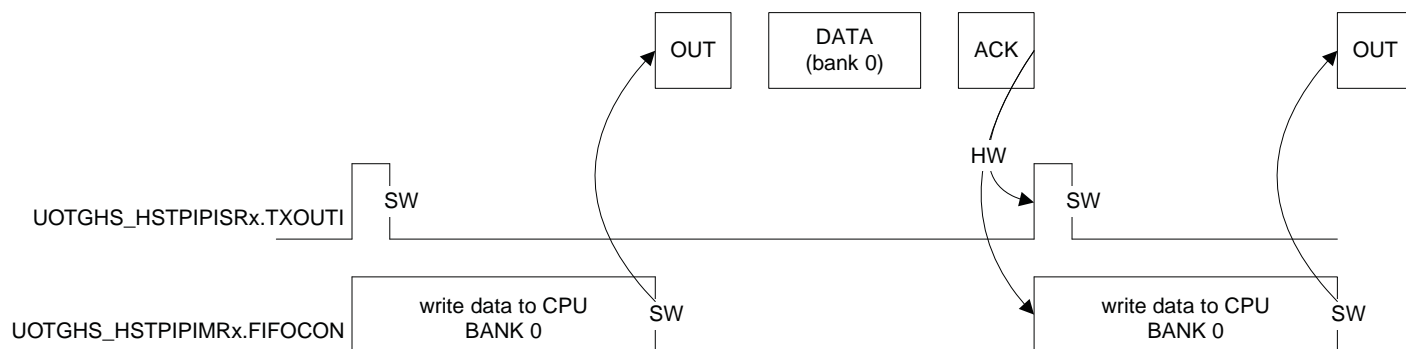 OUT
DATA
(bank 0)
ACK
OUT
HW
UOTGHS_HSTPIPISRx.TXOUTI
SW
SW
UOTGHS_HSTPIPIMRx.FIFOCON
write data to CPU
BANK 0
SW
write data to CPU
BANK 0
SW